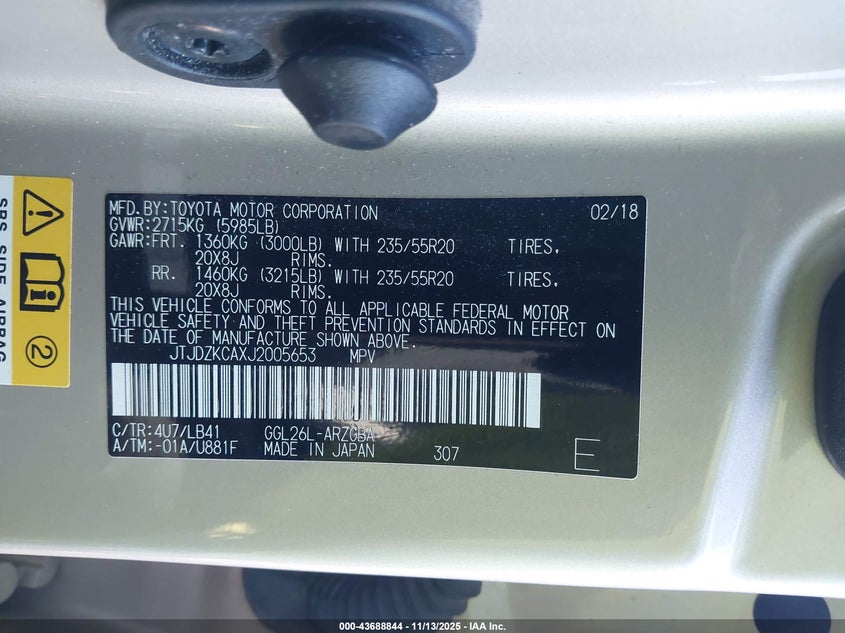 MFD.BY:TOYOTA MOTOR CORPORATION 02/18
GVWR:2715KG (5985LB)
GAWR:FRT. 1360KG (3000LB) WITH 235/55R20 TIRES,
20X8J RIMS.
RR. 1460KG (3215LB) WITH 235/55R20 TIRES,
20X8J RIMS.
THIS VEHICLE CONFORMS TO ALL APPLICABLE FEDERAL MOTOR
VEHICLE SAFETY AND THEFT PREVENTION STANDARDS IN EFFECT ON
THE DATE OF MANUFACTURE SHOWN ABOVE.
JTJDZKCAXJ2005653 MPV
C/TR:4U7/LB41 GGL26L-ARZGBA
A/TM:-01A/U881F MADE IN JAPAN 307 E
SRS SIDE AIRBAG
2
000-43688844 - 11/13/2025 - IAA Inc.